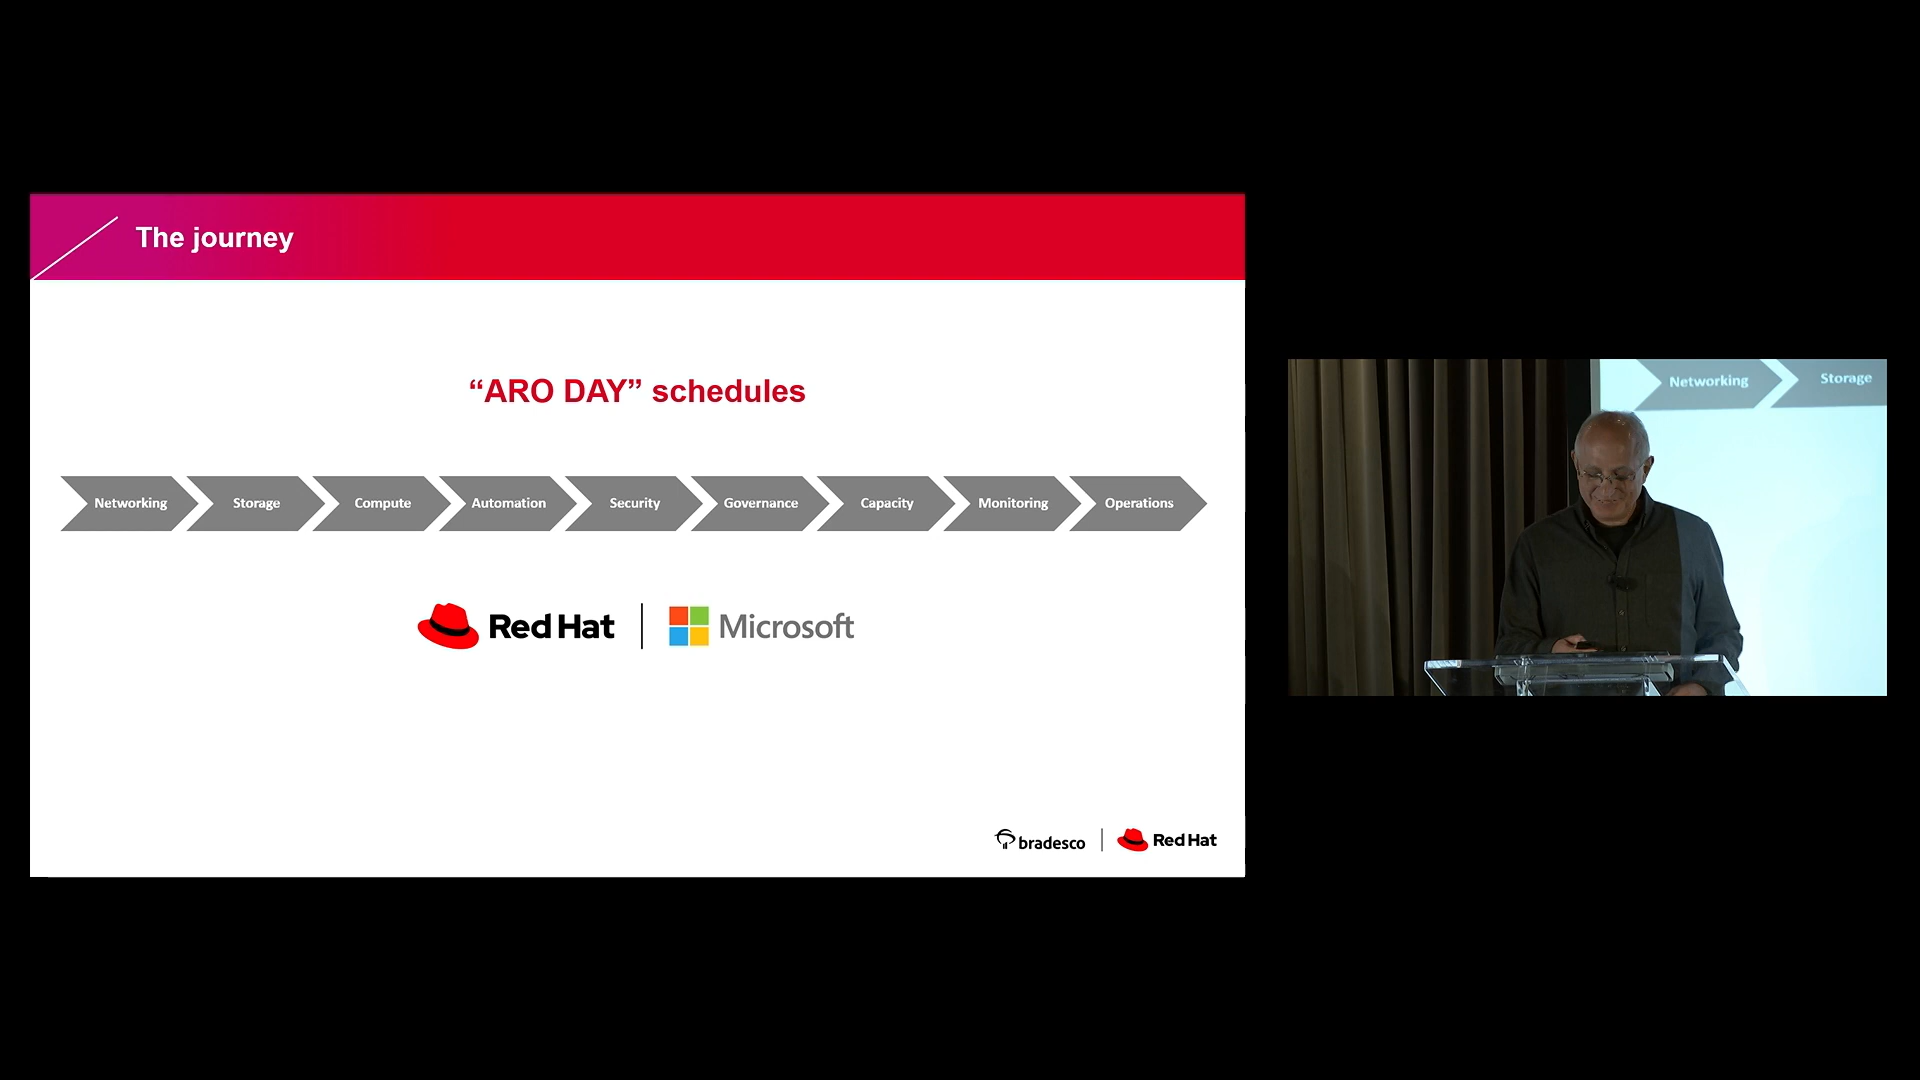 The journey
“ARO DAY” schedules
Networking Storage Compute Automation Security Governance Capacity Monitoring Operations
Red Hat | Microsoft
bradesco | Red Hat
Networking Storage